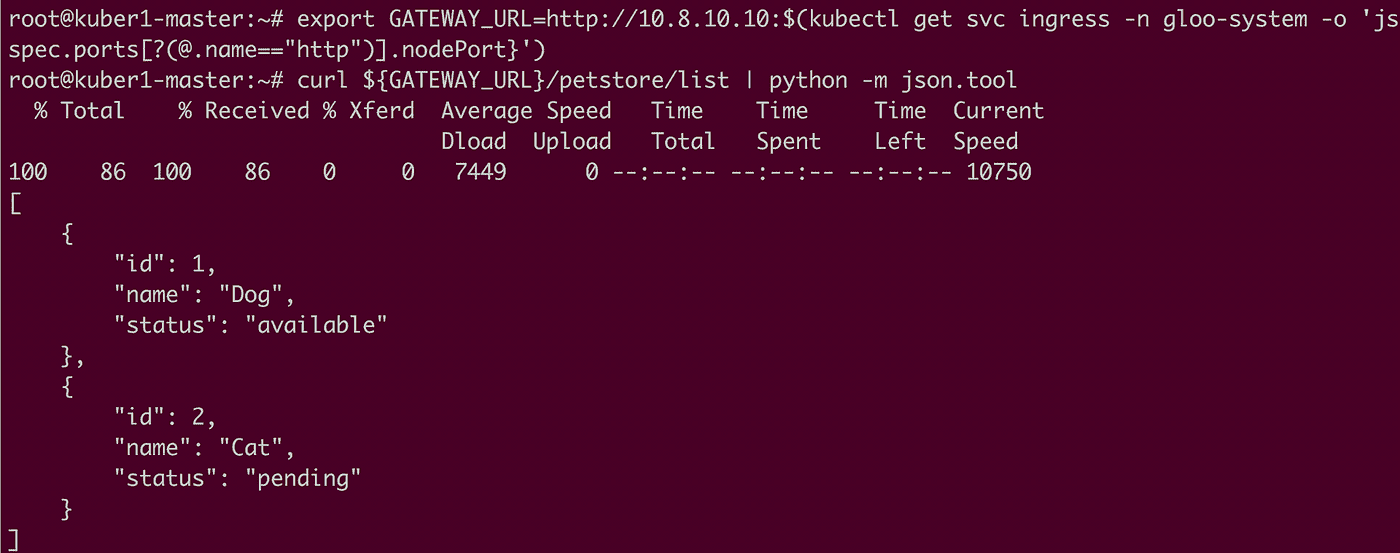 root@kuber1-master:~# export GATEWAY_URL=http://10.8.10.10:$(kubectl get svc ingress -n gloo-system -o 'js
spec.ports[?(@.name=="http")].nodePort}')
root@kuber1-master:~# curl ${GATEWAY_URL}/petstore/list | python -m json.tool
  % Total    % Received % Xferd  Average Speed   Time    Time     Time  Current
                                 Dload  Upload   Total   Spent    Left  Speed
100    86  100    86    0     0   7449      0 --:--:-- --:--:-- --:--:-- 10750
[
    {
        "id": 1,
        "name": "Dog",
        "status": "available"
    },
    {
        "id": 2,
        "name": "Cat",
        "status": "pending"
    }
]